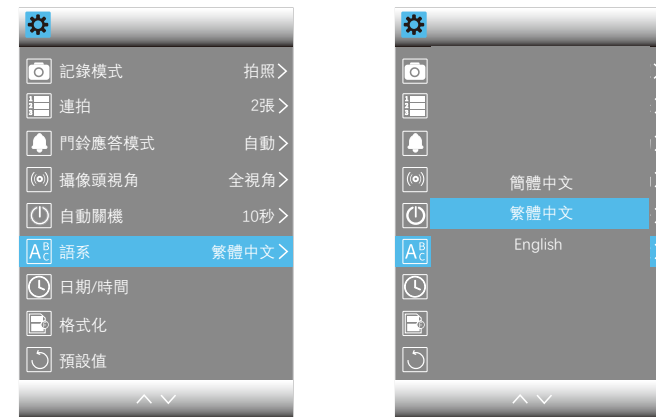 記錄模式 拍照
連拍 2張
門鈴應答模式 自動
攝像頭視角 全視角
自動關機 10秒
語系 繁體中文
日期/時間
格式化
預設值
簡體中文
繁體中文
English